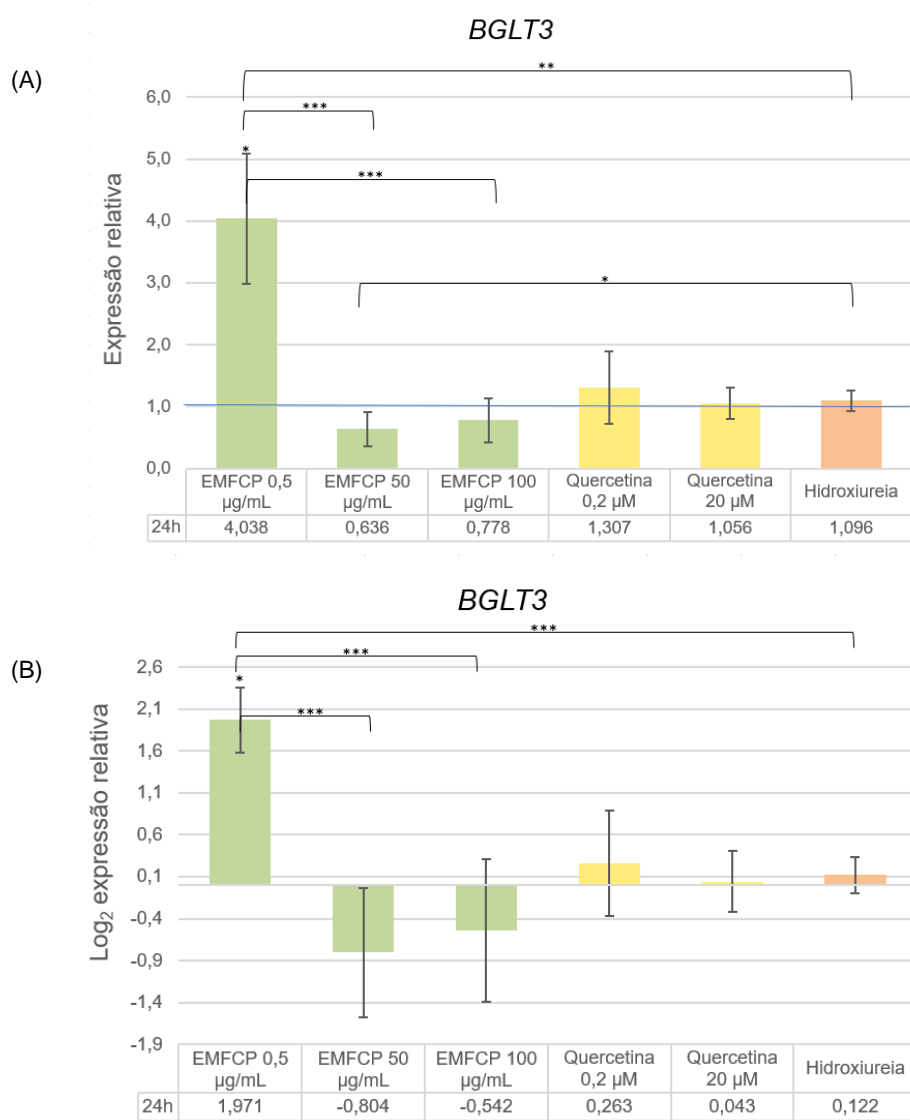 BGLT3
(A)
**
6,0
***
5,0
*
***
4,0
3,0
*
2,0
1,0
0,0
Expressão relativa
EMFCP 0,5 µg/mL
EMFCP 50 µg/mL
EMFCP 100 µg/mL
Quercetina 0,2 µM
Quercetina 20 µM
Hidroxiureia
24h 4,038 0,636 0,778 1,307 1,056 1,096
BGLT3
(B)
***
2,6
***
*
2,1
***
1,6
1,1
0,6
0,1
-0,4
-0,9
-1,4
-1,9
Log2 expressão relativa
EMFCP 0,5 µg/mL
EMFCP 50 µg/mL
EMFCP 100 µg/mL
Quercetina 0,2 µM
Quercetina 20 µM
Hidroxiureia
24h 1,971 -0,804 -0,542 0,263 0,043 0,122